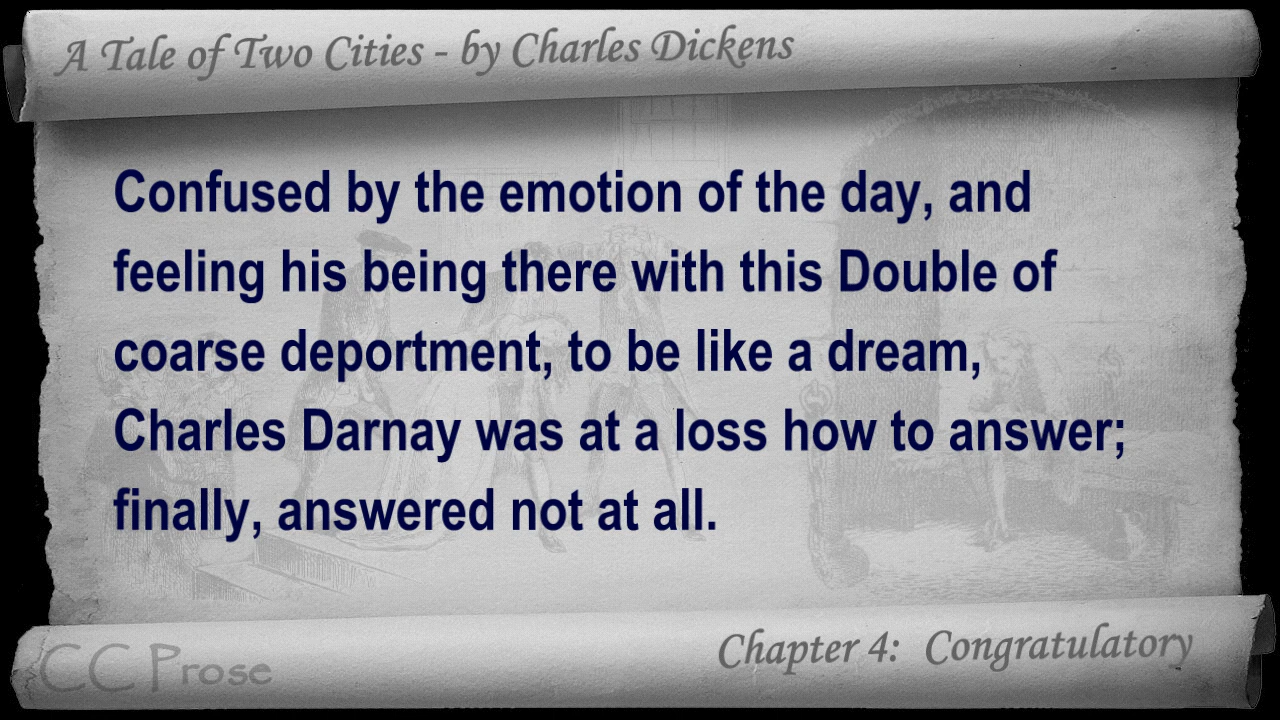 A Tale of Two Cities - by Charles Dickens
Confused by the emotion of the day, and
feeling his being there with this Double of
coarse deportment, to be like a dream,
Charles Darnay was at a loss how to answer;
finally, answered not at all.
CC Prose
Chapter 4: Congratulatory